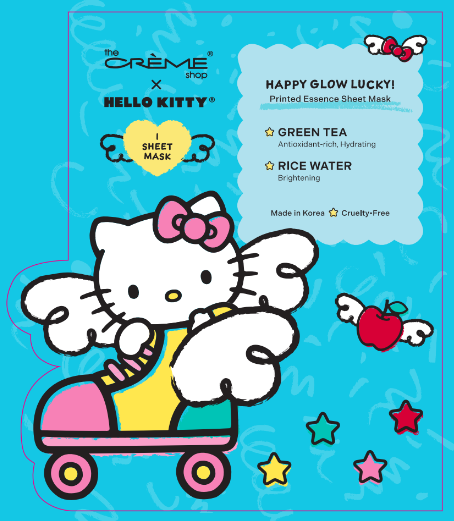 the
CRÈME®
shop
×
HELLO KITTY®
1
SHEET
MASK
HAPPY GLOW LUCKY!
Printed Essence Sheet Mask
GREEN TEA
Antioxidant-rich, Hydrating
RICE WATER
Brightening
Made in Korea ☆ Cruelty-Free